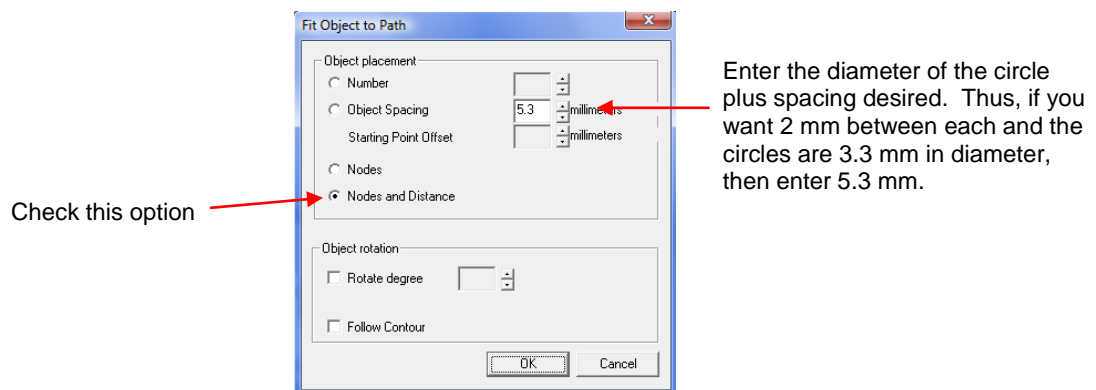 Fit Object to Path
Object placement
Number
Object Spacing 5.3 millimeters
Starting Point Offset millimeters
Nodes
Nodes and Distance
Object rotation
Rotate degree
Follow Contour
OK Cancel
Check this option
Enter the diameter of the circle
plus spacing desired. Thus, if you
want 2 mm between each and the
circles are 3.3 mm in diameter,
then enter 5.3 mm.